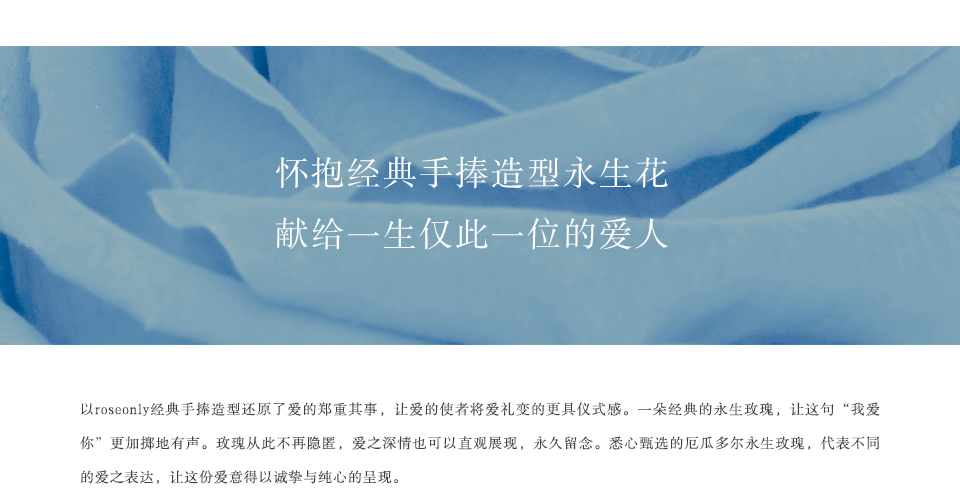 怀抱经典手捧造型永生花
献给一生仅此一位的爱人
以roseonly经典手捧造型还原了爱的郑重其事，让爱的使者将爱礼变的更具仪式感。一朵经典的永生玫瑰，让这句“我爱
你”更加掷地有声。玫瑰从此不再隐匿，爱之深情也可以直观展现，永久留念。悉心甄选的厄瓜多尔永生玫瑰，代表不同
的爱之表达，让这份爱意得以诚挚与纯心的呈现。